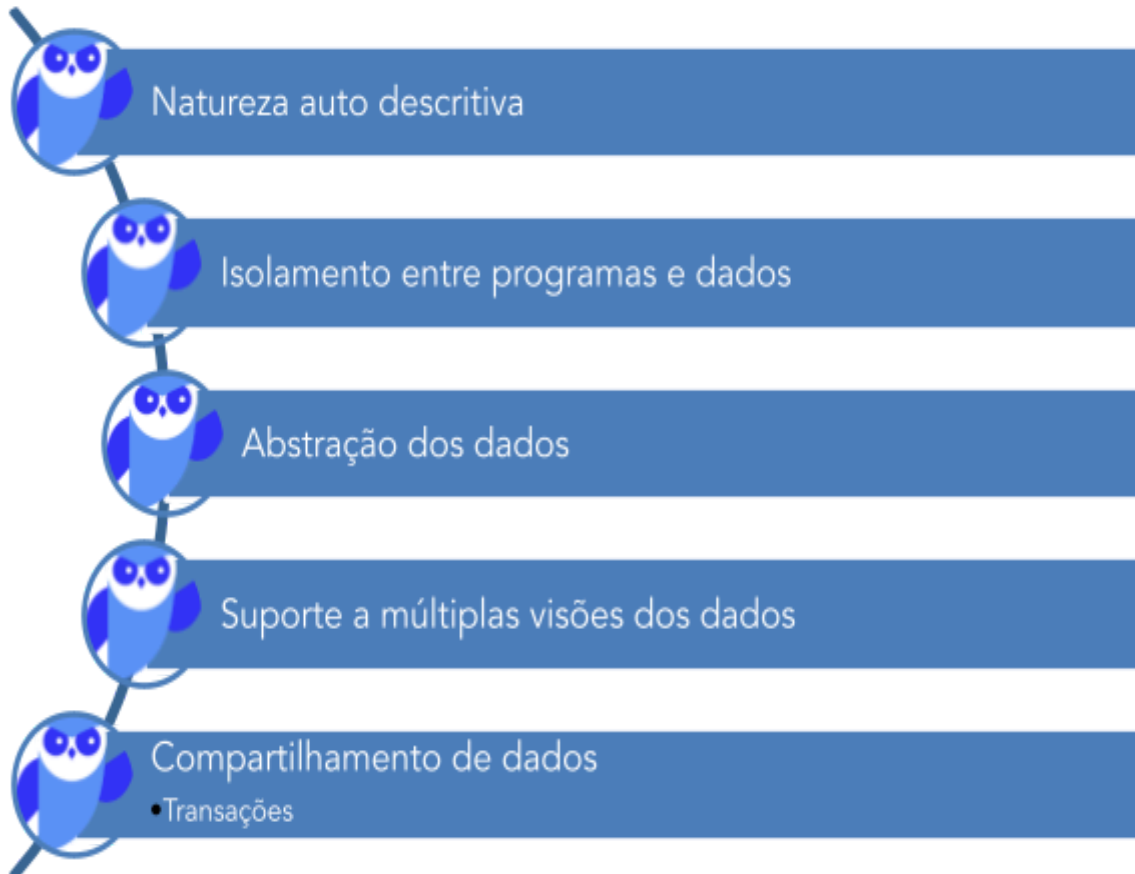 Natureza auto descritiva
Isolamento entre programas e dados
Abstração dos dados
Suporte a múltiplas visões dos dados
Compartilhamento de dados
•Transações